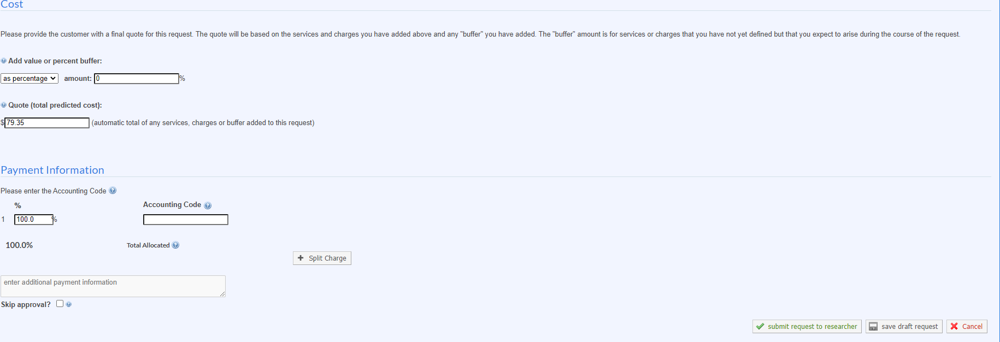 Cost
Please provide the customer with a final quote for this request. The quote will be based on the services and charges you have added above and any "buffer" you have added. The "buffer" amount is for services or charges that you have not yet defined but that you expect to arise during the course of the request.
Add value or percent buffer:
as percentage amount: 0 %
Quote (total predicted cost):
$ 79.35 (automatic total of any services, charges or buffer added to this request)
Payment Information
Please enter the Accounting Code
% Accounting Code
1 100.0 %
100.0% Total Allocated
+ Split Charge
enter additional payment information
Skip approval?
submit request to researcher save draft request Cancel